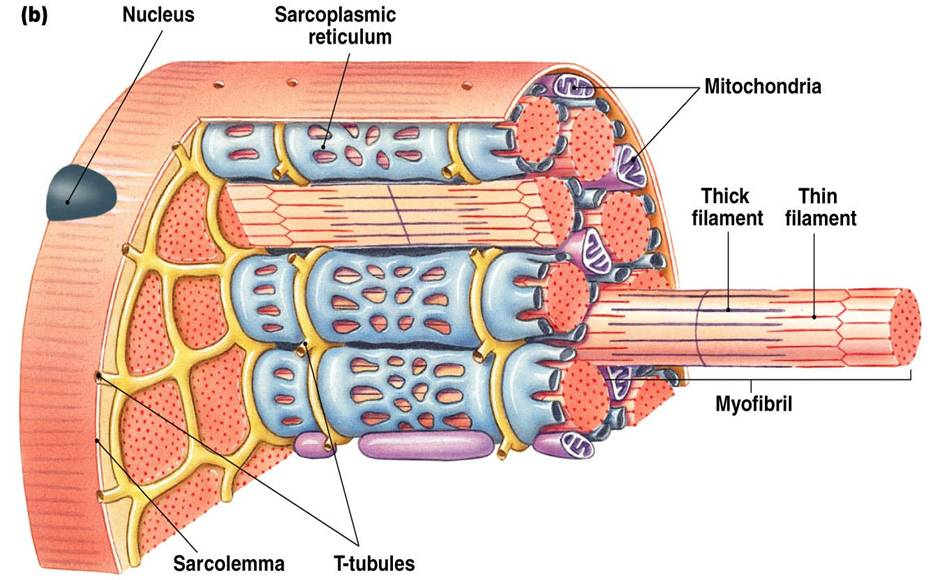 (b)
Nucleus
Sarcoplasmic
reticulum
Mitochondria
Thick
filament
Thin
filament
Myofibril
Sarcolemma
T-tubules